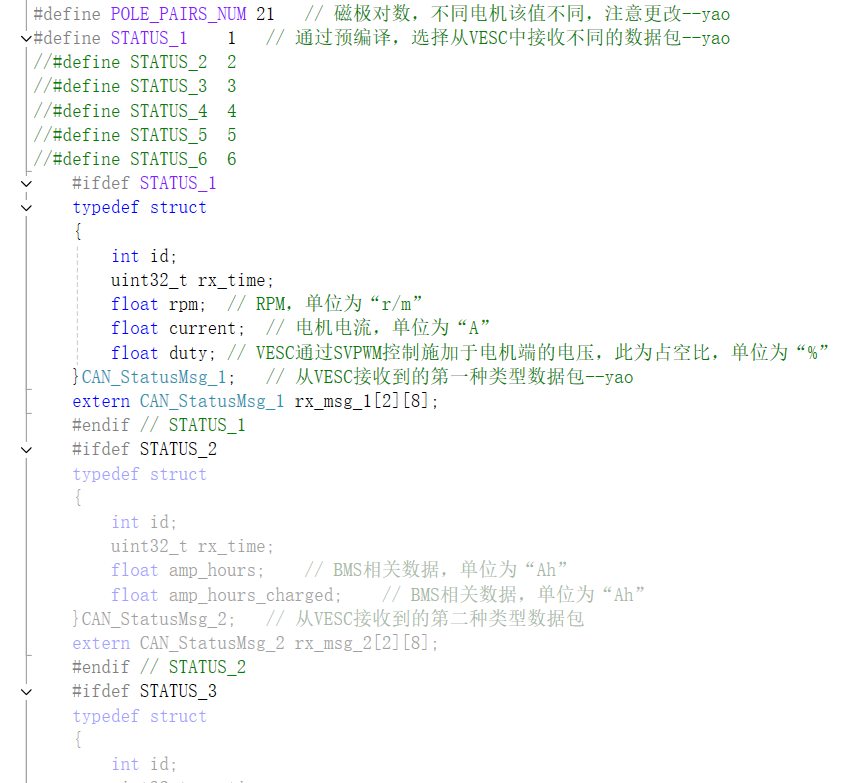 #define POLE_PAIRS_NUM 21   // 磁极对数，不同电机该值不同，注意更改--yao
#define STATUS_1    1   // 通过预编译，选择从VESC中接收不同的数据包--yao
//#define STATUS_2  2
//#define STATUS_3  3
//#define STATUS_4  4
//#define STATUS_5  5
//#define STATUS_6  6
    #ifdef STATUS_1
    typedef struct
    {
        int id;
        uint32_t rx_time;
        float rpm;  // RPM，单位为“r/m”
        float current;  // 电机电流，单位为“A”
        float duty; // VESC通过SVPWM控制施加于电机端的电压，此为占空比，单位为“%”
    }CAN_StatusMsg_1;   // 从VESC接收到的第一种类型数据包--yao
    extern CAN_StatusMsg_1 rx_msg_1[2][8];
    #endif // STATUS_1
    #ifdef STATUS_2
    typedef struct
    {
        int id;
        uint32_t rx_time;
        float amp_hours;    // BMS相关数据，单位为“Ah”
        float amp_hours_charged;    // BMS相关数据，单位为“Ah”
    }CAN_StatusMsg_2;   // 从VESC接收到的第二种类型数据包
    extern CAN_StatusMsg_2 rx_msg_2[2][8];
    #endif // STATUS_2
    #ifdef STATUS_3
    typedef struct
    {
        int id;